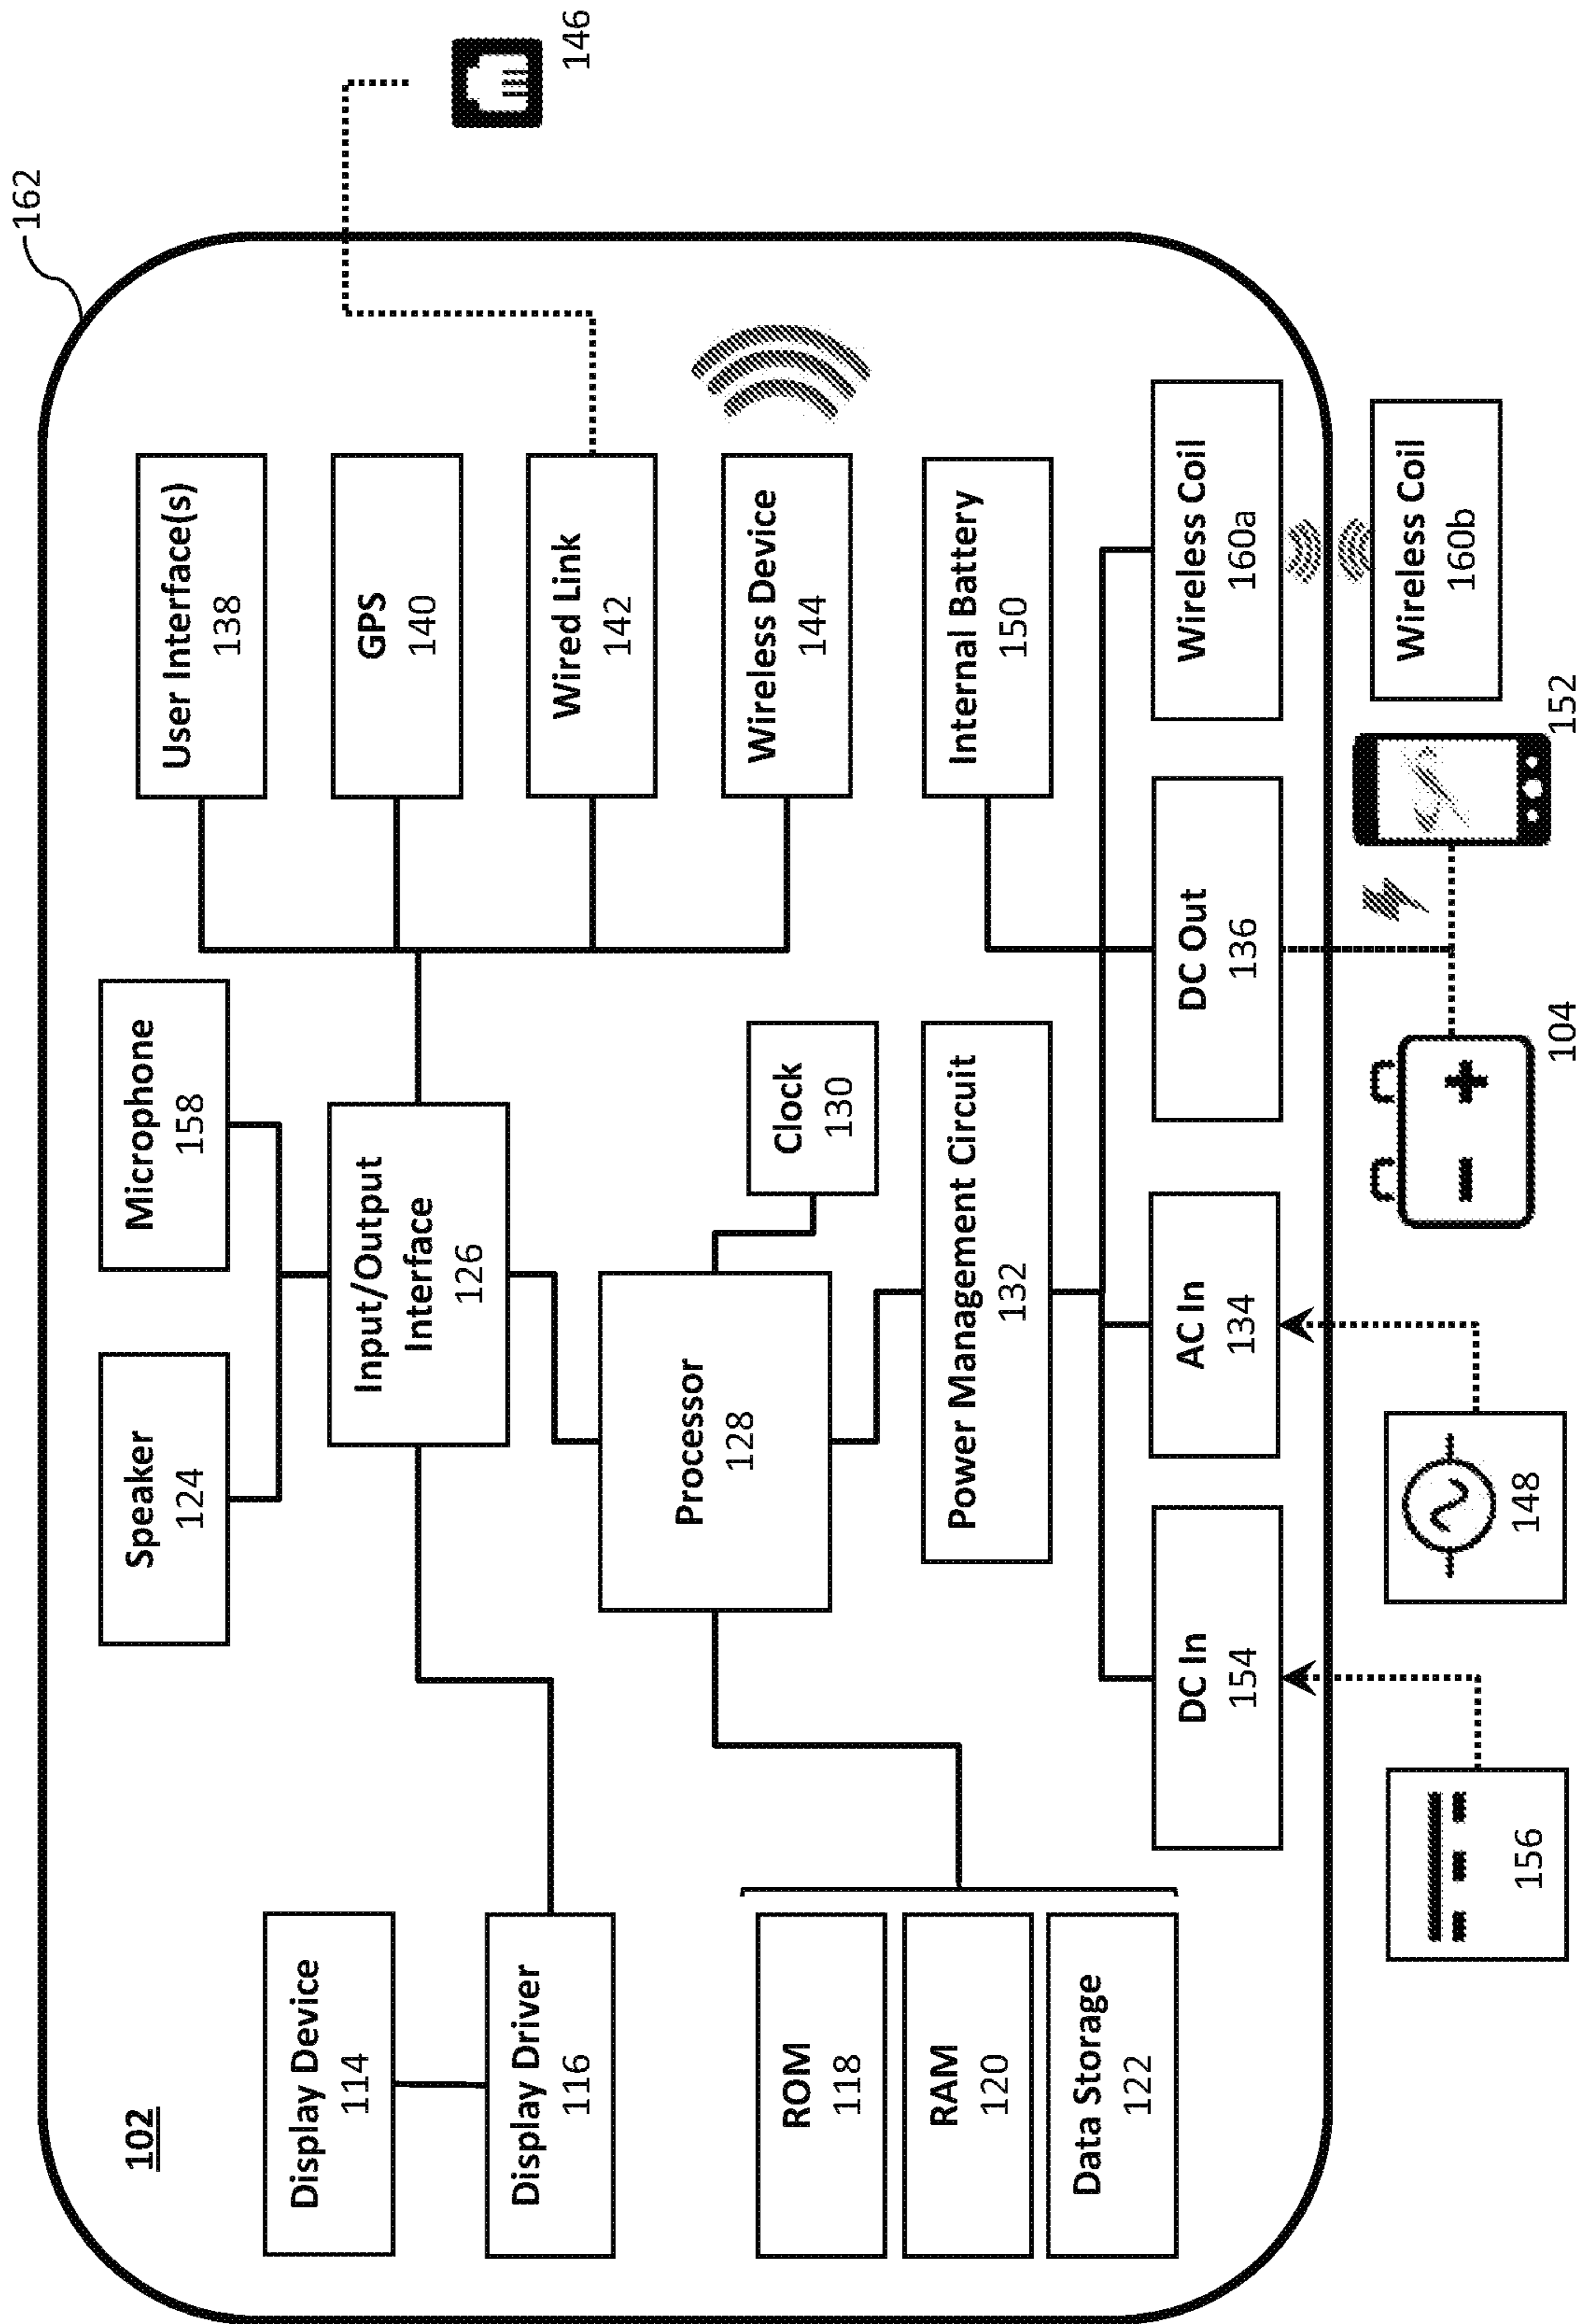 102
162
Speaker
124
Microphone
158
User Interface(s)
138
Display Device
114
Display Driver
116
Input/Output
Interface
126
GPS
140
Wired Link
142
146
Processor
128
Clock
130
Wireless Device
144
ROM
118
RAM
120
Data Storage
122
Power Management Circuit
132
Internal Battery
150
DC In
154
AC In
134
DC Out
136
Wireless Coil
160a
156
148
104
152
Wireless Coil
160b